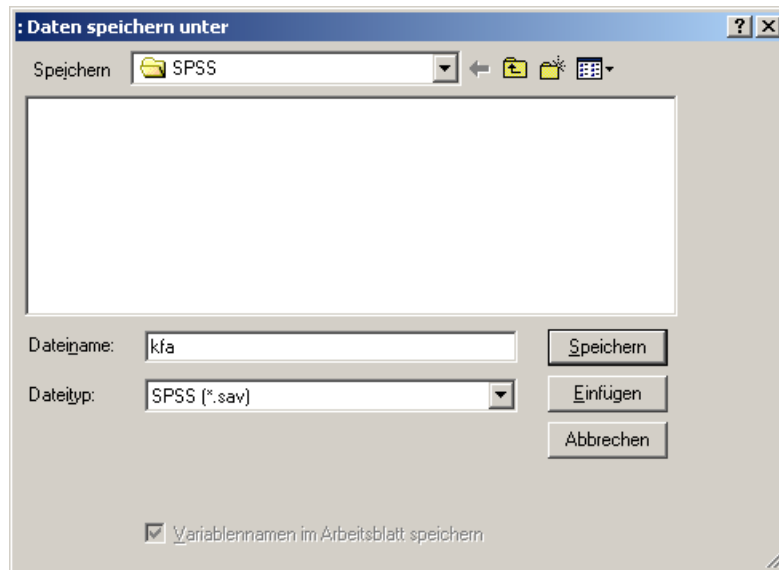 : Daten speichern unter
Speichern SPSS
Dateiname: kfa Speichern
Dateityp: SPSS (*.sav) Einfügen
Abbrechen
Variablennamen im Arbeitsblatt speichern